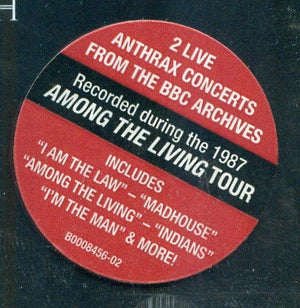 2 LIVE
ANTHRAX CONCERTS
FROM THE BBC ARCHIVES
Recorded during the 1987
AMONG THE LIVING TOUR
INCLUDES
"I AM THE LAW" – "MADHOUSE"
"AMONG THE LIVING" – "INDIANS"
"I'M THE MAN" & MORE!
B0008456-02